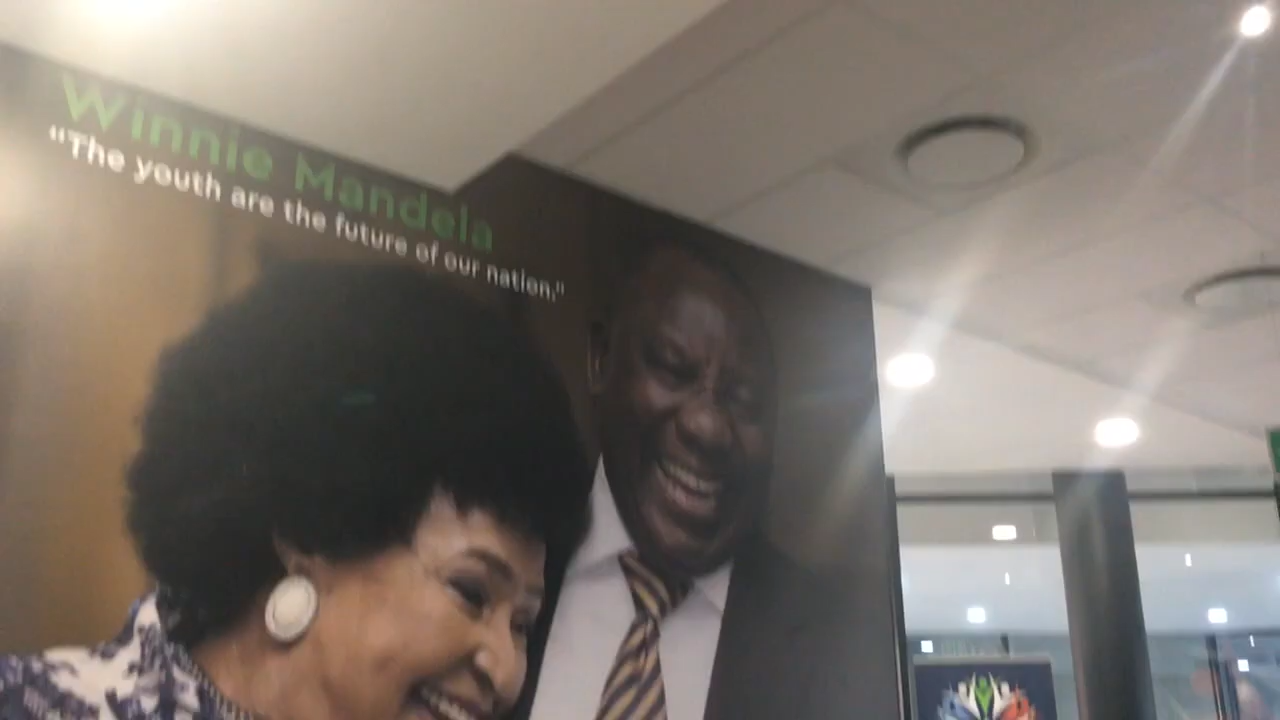 Winnie Mandela
“The youth are the future of our nation.”